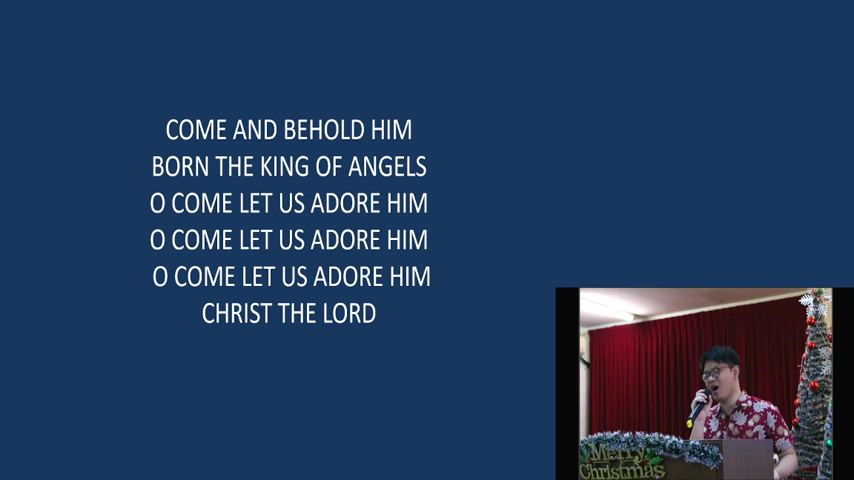 COME AND BEHOLD HIM
BORN THE KING OF ANGELS
O COME LET US ADORE HIM
O COME LET US ADORE HIM
O COME LET US ADORE HIM
CHRIST THE LORD
Merry
Christmas